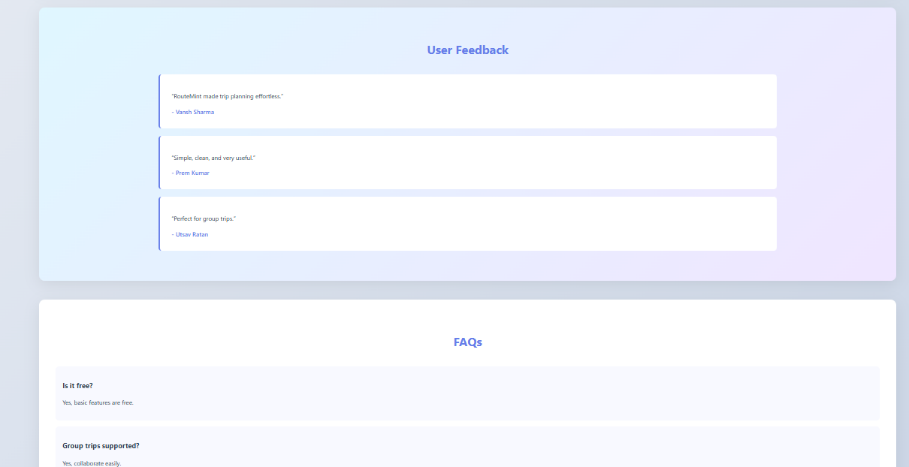 User Feedback
"RouteMint made trip planning effortless."
- Vansh Sharma
"Simple, clean, and very useful."
- Prem Kumar
"Perfect for group trips."
- Utsav Ratan
FAQs
Is it free?
Yes, basic features are free.
Group trips supported?
Yes, collaborate easily.